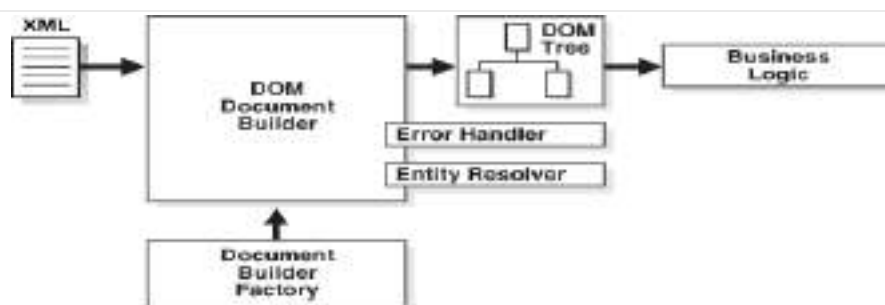 XML
DOM
Tree
Business
Logic
DOM
Document
Builder
Error Handler
Entity Resolver
Document
Builder
Factory